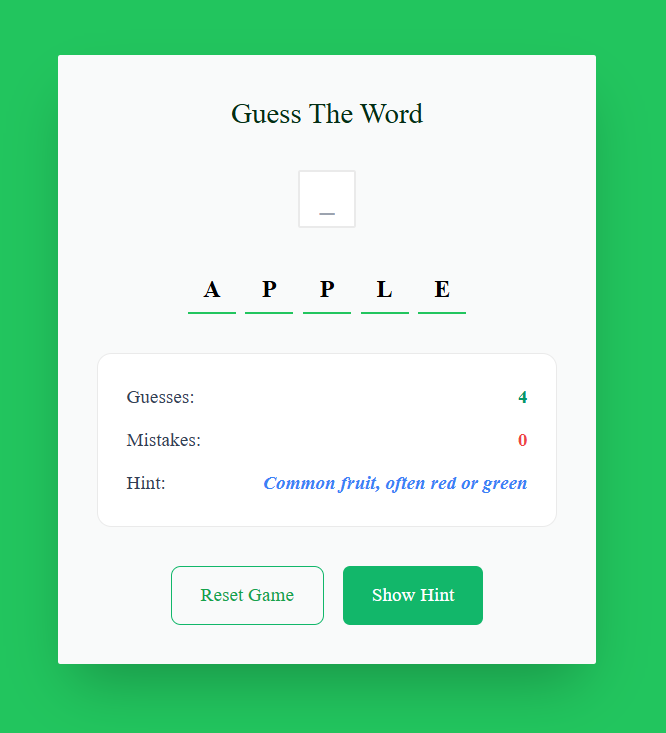 Guess The Word
_
A P P L E
Guesses: 4
Mistakes: 0
Hint: Common fruit, often red or green
Reset Game Show Hint